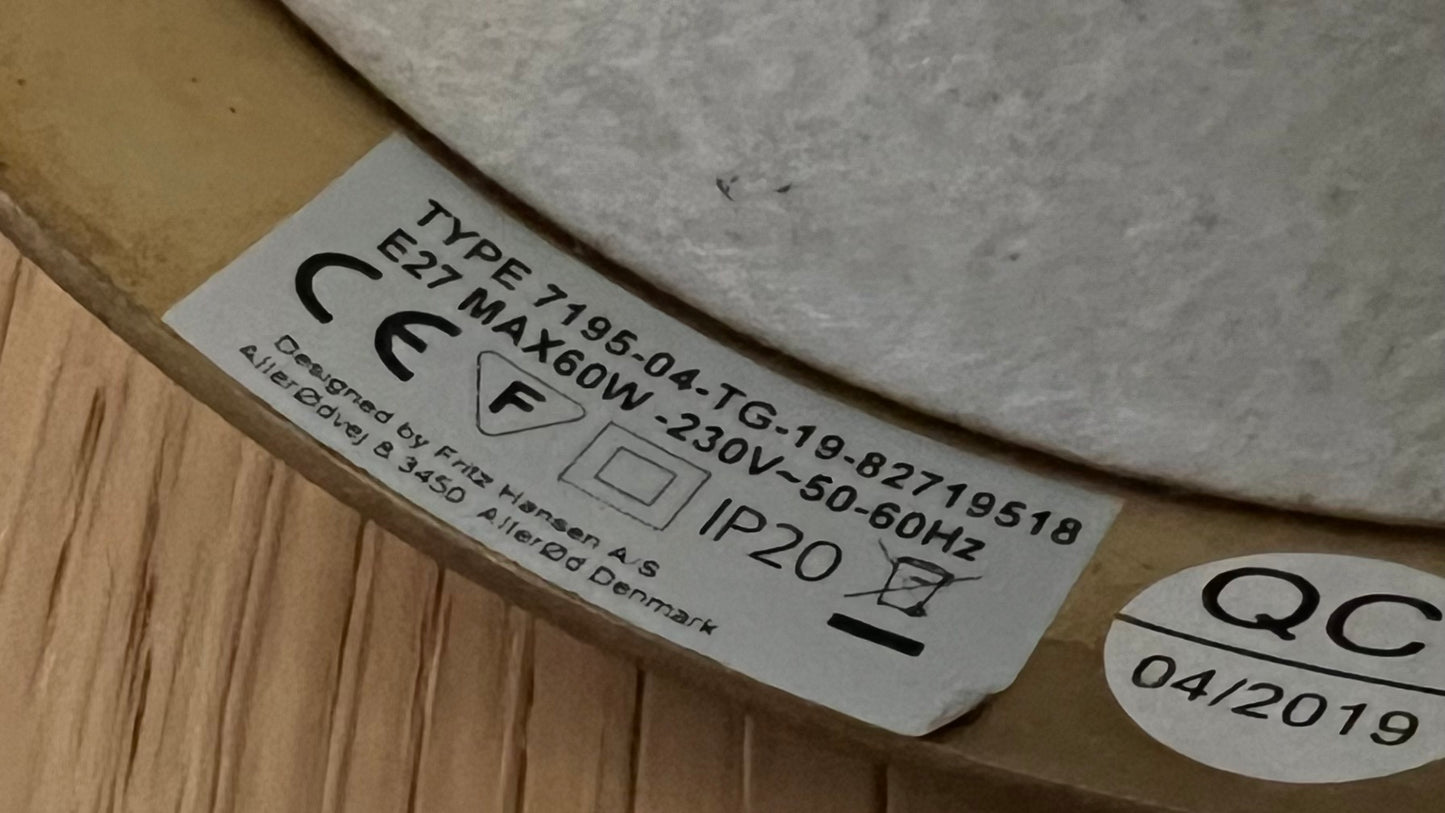 TYPE 7195-04-TG-19-82719518
E27 MAX60W -230V~50-60Hz
CE
F
IP20
Designed by Fritz Hansen A/S
AllerØdvej 8 3450 AllerØd Denmark
QC
04/2019